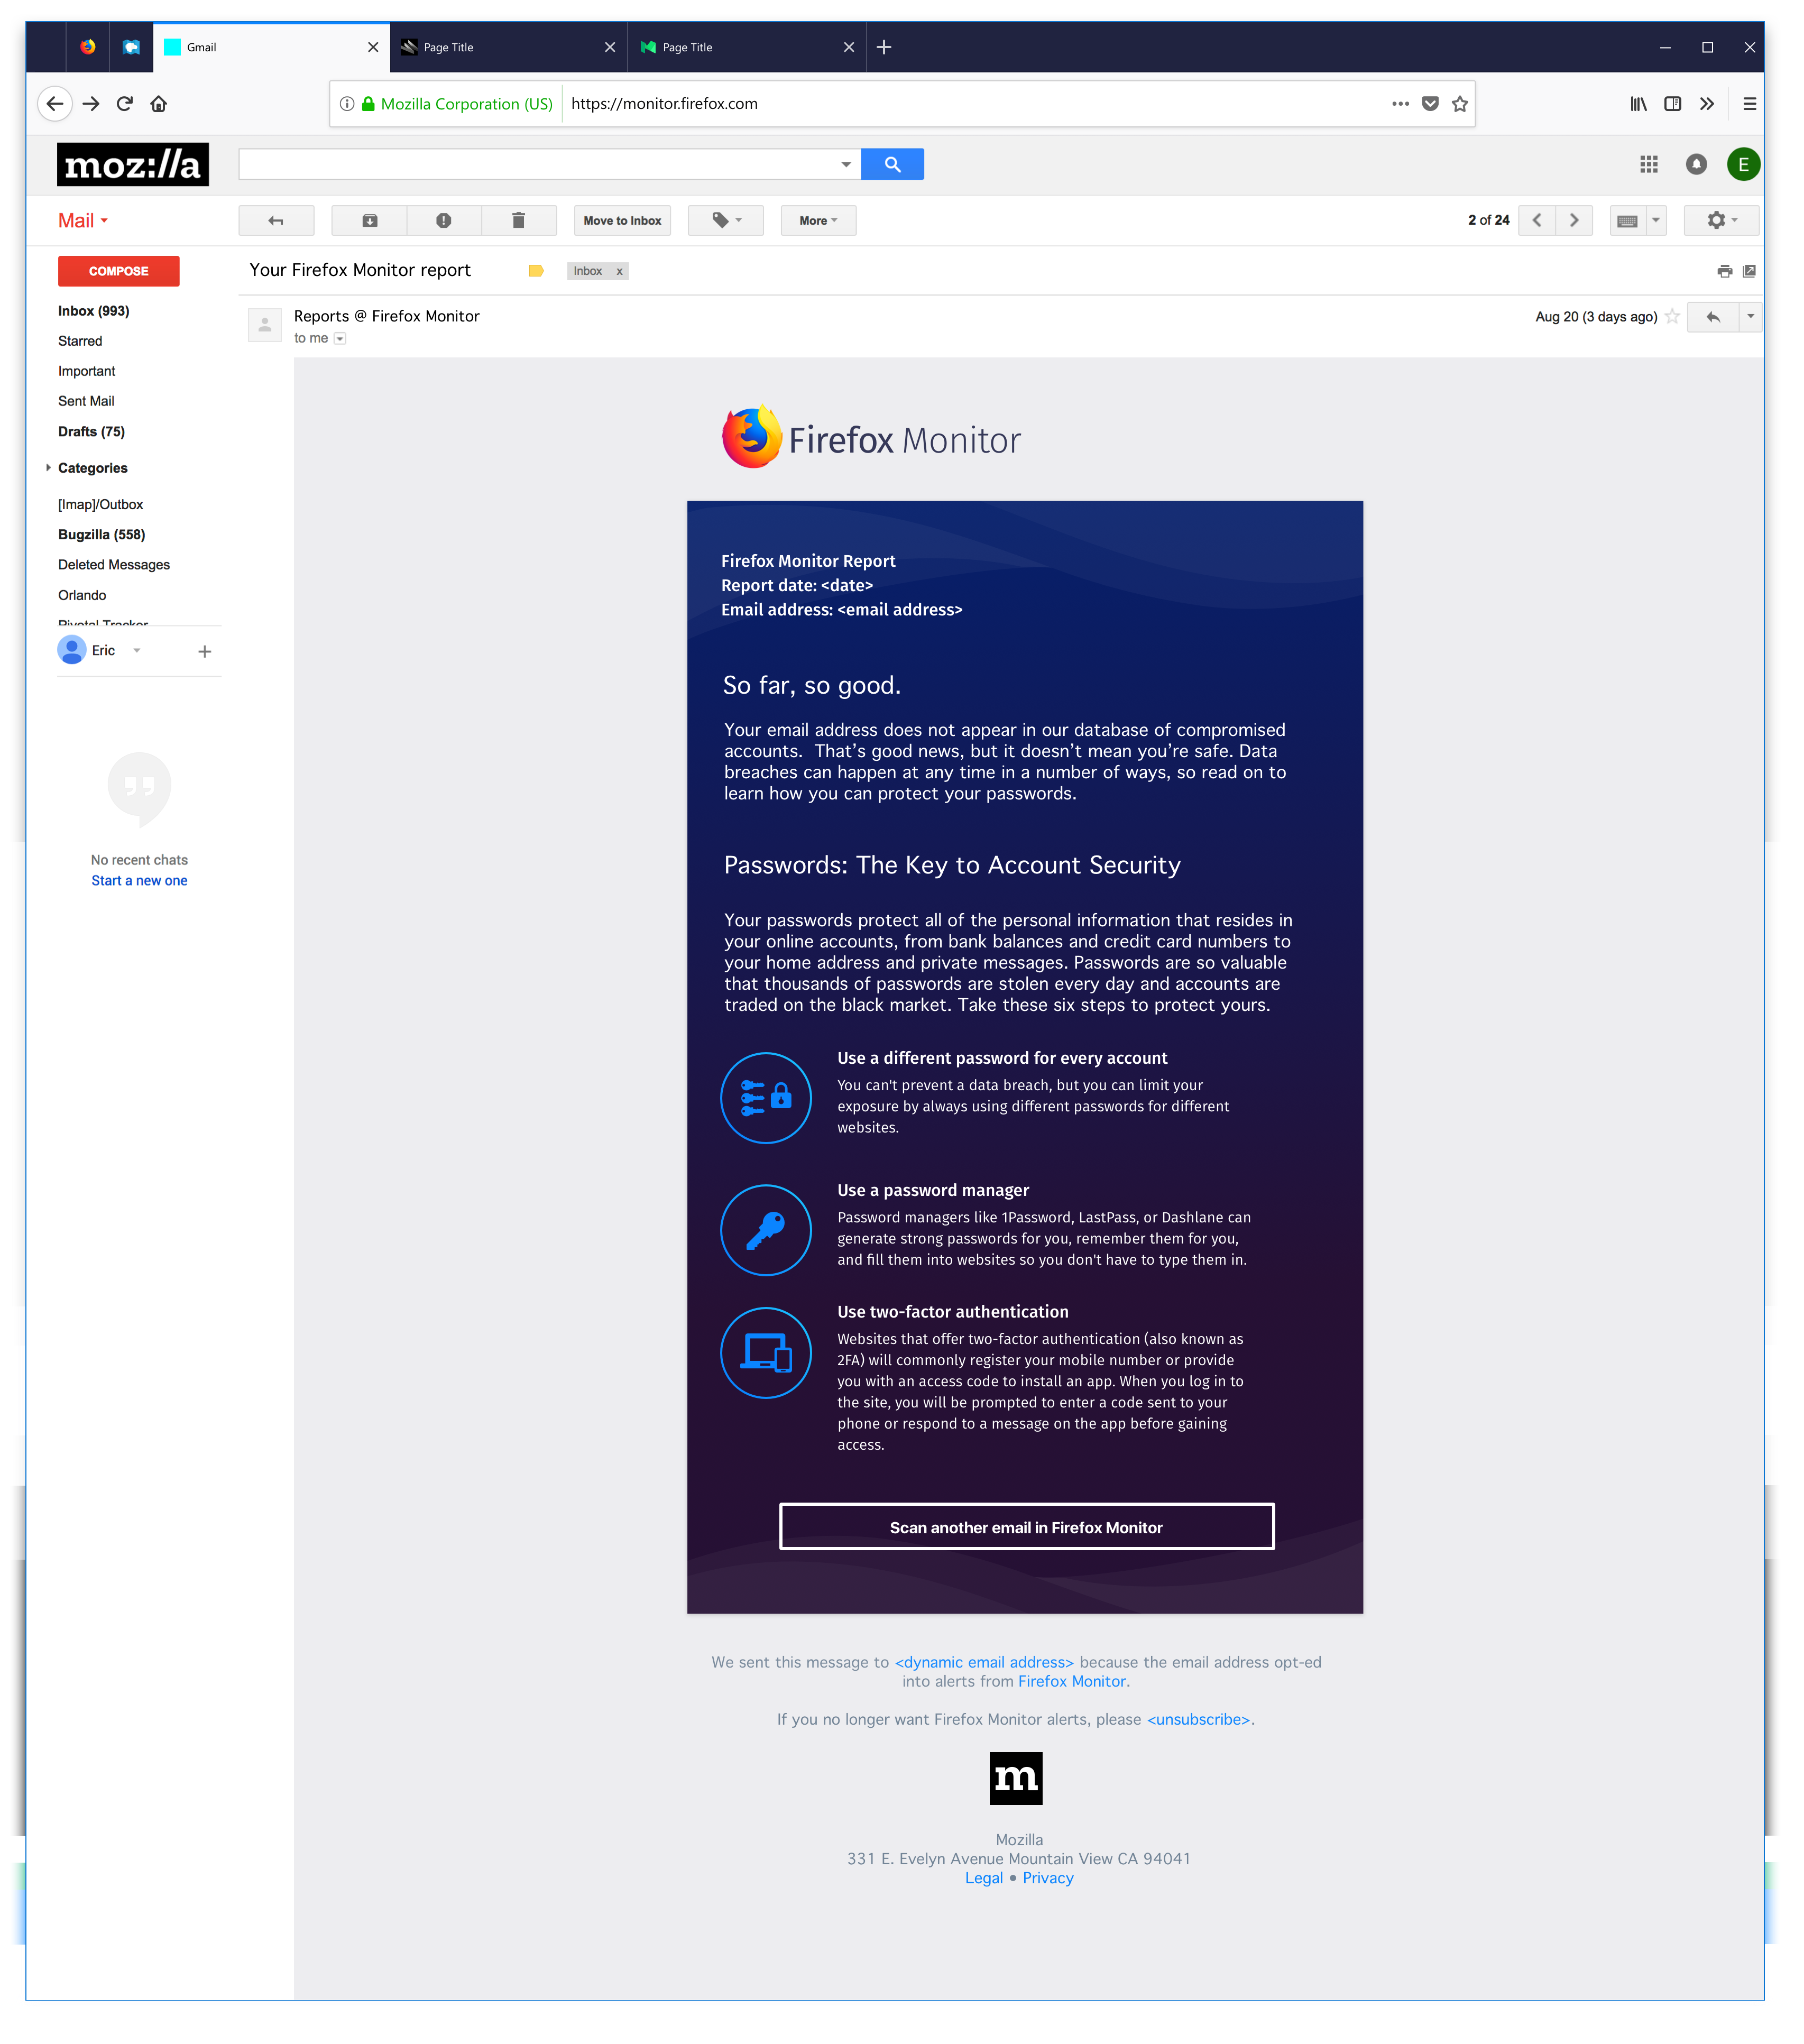 Gmail
Page Title
Page Title
Mozilla Corporation (US)
https://monitor.firefox.com
moz://a
E
Mail
Move to Inbox
More
2 of 24
COMPOSE
Your Firefox Monitor report
Inbox x
Inbox (993)
Starred
Important
Sent Mail
Drafts (75)
Categories
[Imap]/Outbox
Bugzilla (558)
Deleted Messages
Orlando
Pivotal Tracker
Eric
No recent chats
Start a new one
Reports @ Firefox Monitor
to me
Aug 20 (3 days ago)
Firefox Monitor
Firefox Monitor Report
Report date: <date>
Email address: <email address>
So far, so good.
Your email address does not appear in our database of compromised
accounts.  That’s good news, but it doesn’t mean you’re safe. Data
breaches can happen at any time in a number of ways, so read on to
learn how you can protect your passwords.
Passwords: The Key to Account Security
Your passwords protect all of the personal information that resides in
your online accounts, from bank balances and credit card numbers to
your home address and private messages. Passwords are so valuable
that thousands of passwords are stolen every day and accounts are
traded on the black market. Take these six steps to protect yours.
Use a different password for every account
You can't prevent a data breach, but you can limit your
exposure by always using different passwords for different
websites.
Use a password manager
Password managers like 1Password, LastPass, or Dashlane can
generate strong passwords for you, remember them for you,
and fill them into websites so you don't have to type them in.
Use two-factor authentication
Websites that offer two-factor authentication (also known as
2FA) will commonly register your mobile number or provide
you with an access code to install an app. When you log in to
the site, you will be prompted to enter a code sent to your
phone or respond to a message on the app before gaining
access.
Scan another email in Firefox Monitor
We sent this message to <dynamic email address> because the email address opt-ed
into alerts from Firefox Monitor.
If you no longer want Firefox Monitor alerts, please <unsubscribe>.
m
Mozilla
331 E. Evelyn Avenue Mountain View CA 94041
Legal • Privacy